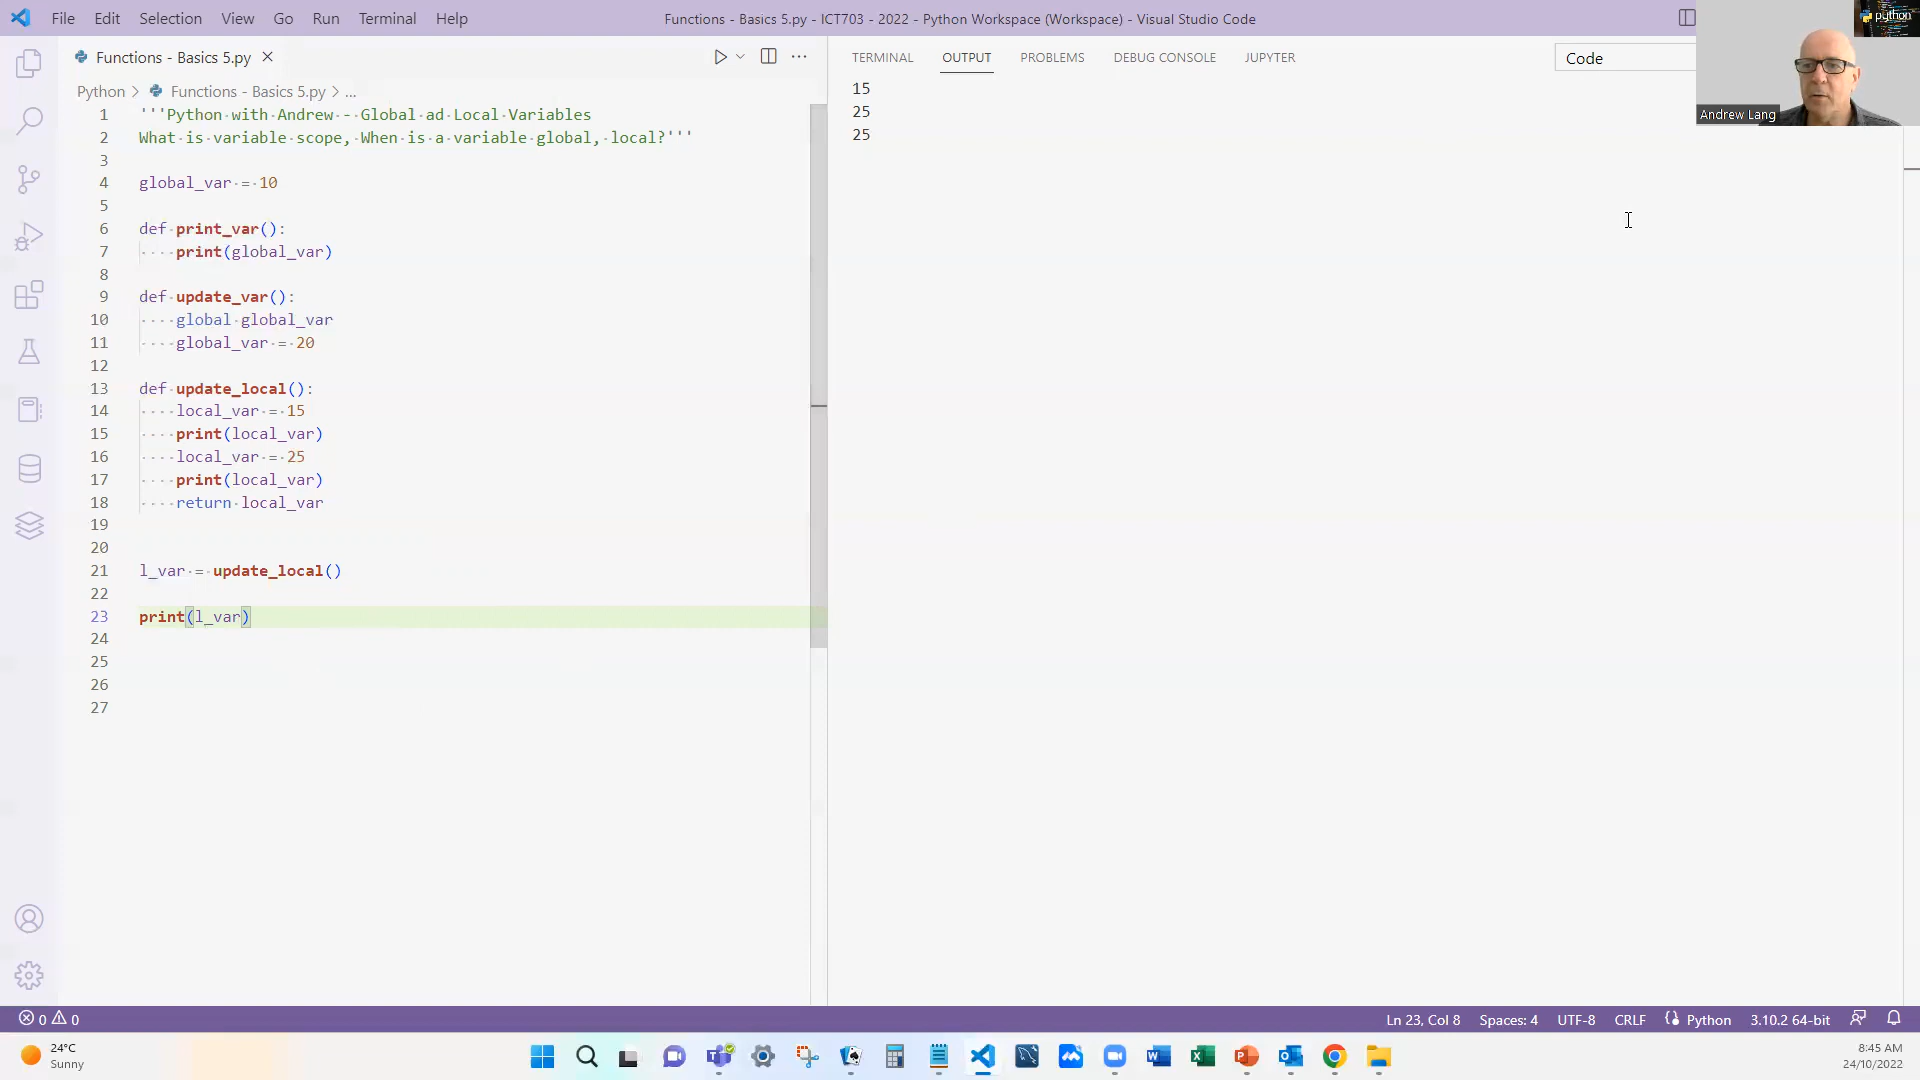 File Edit Selection View Go Run Terminal Help
Functions - Basics 5.py - ICT703 - 2022 - Python Workspace (Workspace) - Visual Studio Code
python
Functions - Basics 5.py
Python > Functions - Basics 5.py > ...
1 '''Python with Andrew -- Global ad Local Variables
2 What is variable scope, When is a variable global, local?'''
3
4 global_var = 10
5
6 def print_var():
7 print(global_var)
8
9 def update_var():
10 global global_var
11 global_var = 20
12
13 def update_local():
14 local_var = 15
15 print(local_var)
16 local_var = 25
17 print(local_var)
18 return local_var
19
20
21 l_var = update_local()
22
23 print(l_var)
24
25
26
27
TERMINAL OUTPUT PROBLEMS DEBUG CONSOLE JUPYTER
Code
15
25
25
Andrew Lang
0 0
Ln 23, Col 8 Spaces: 4 UTF-8 CRLF Python 3.10.2 64-bit
24°C
Sunny
8:45 AM
24/10/2022